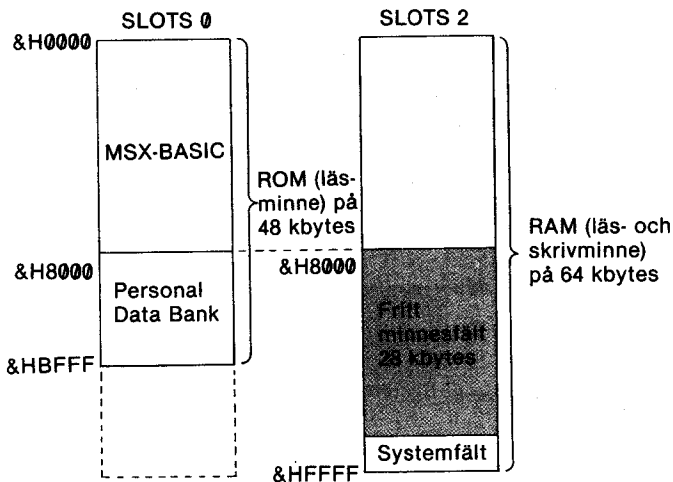 SLOTS 0
SLOTS 2
&H0000
MSX-BASIC
ROM (läs-
minne) på
48 kbytes
RAM (läs- och
skrivminne)
på 64 kbytes
&H8000
&H8000
Personal
Data Bank
Fritt
minnesfält
28 kbytes
&HBFFF
Systemfält
&HFFFF